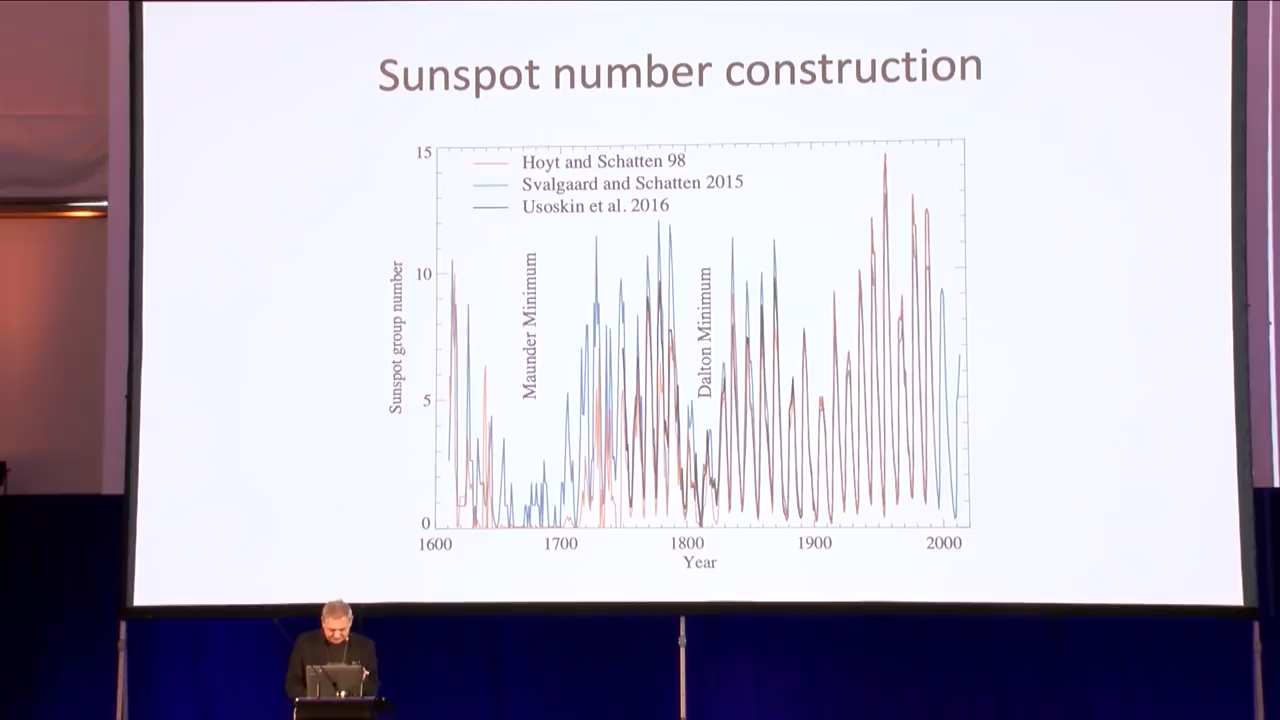 Sunspot number construction
15
Hoyt and Schatten 98
Svalgaard and Schatten 2015
Usoskin et al. 2016
Sunspot group number
10
Maunder Minimum
Dalton Minimum
5
0
1600 1700 1800 1900 2000
Year